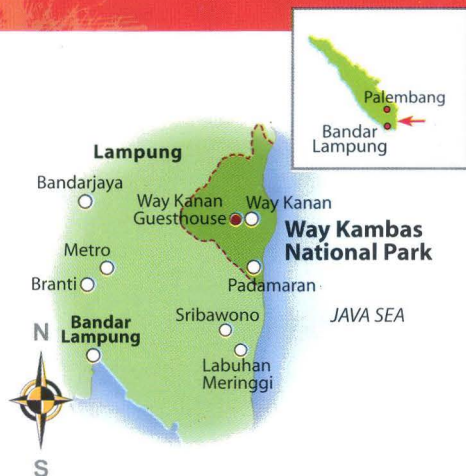 Palembang
Bandar
Lampung
Lampung
Bandarjaya
Way Kanan
Guesthouse
Way Kanan
Way Kambas
National Park
Metro
Branti
Padamaran
Bandar
Lampung
Sribawono
JAVA SEA
Labuhan
Meringgi
N
S